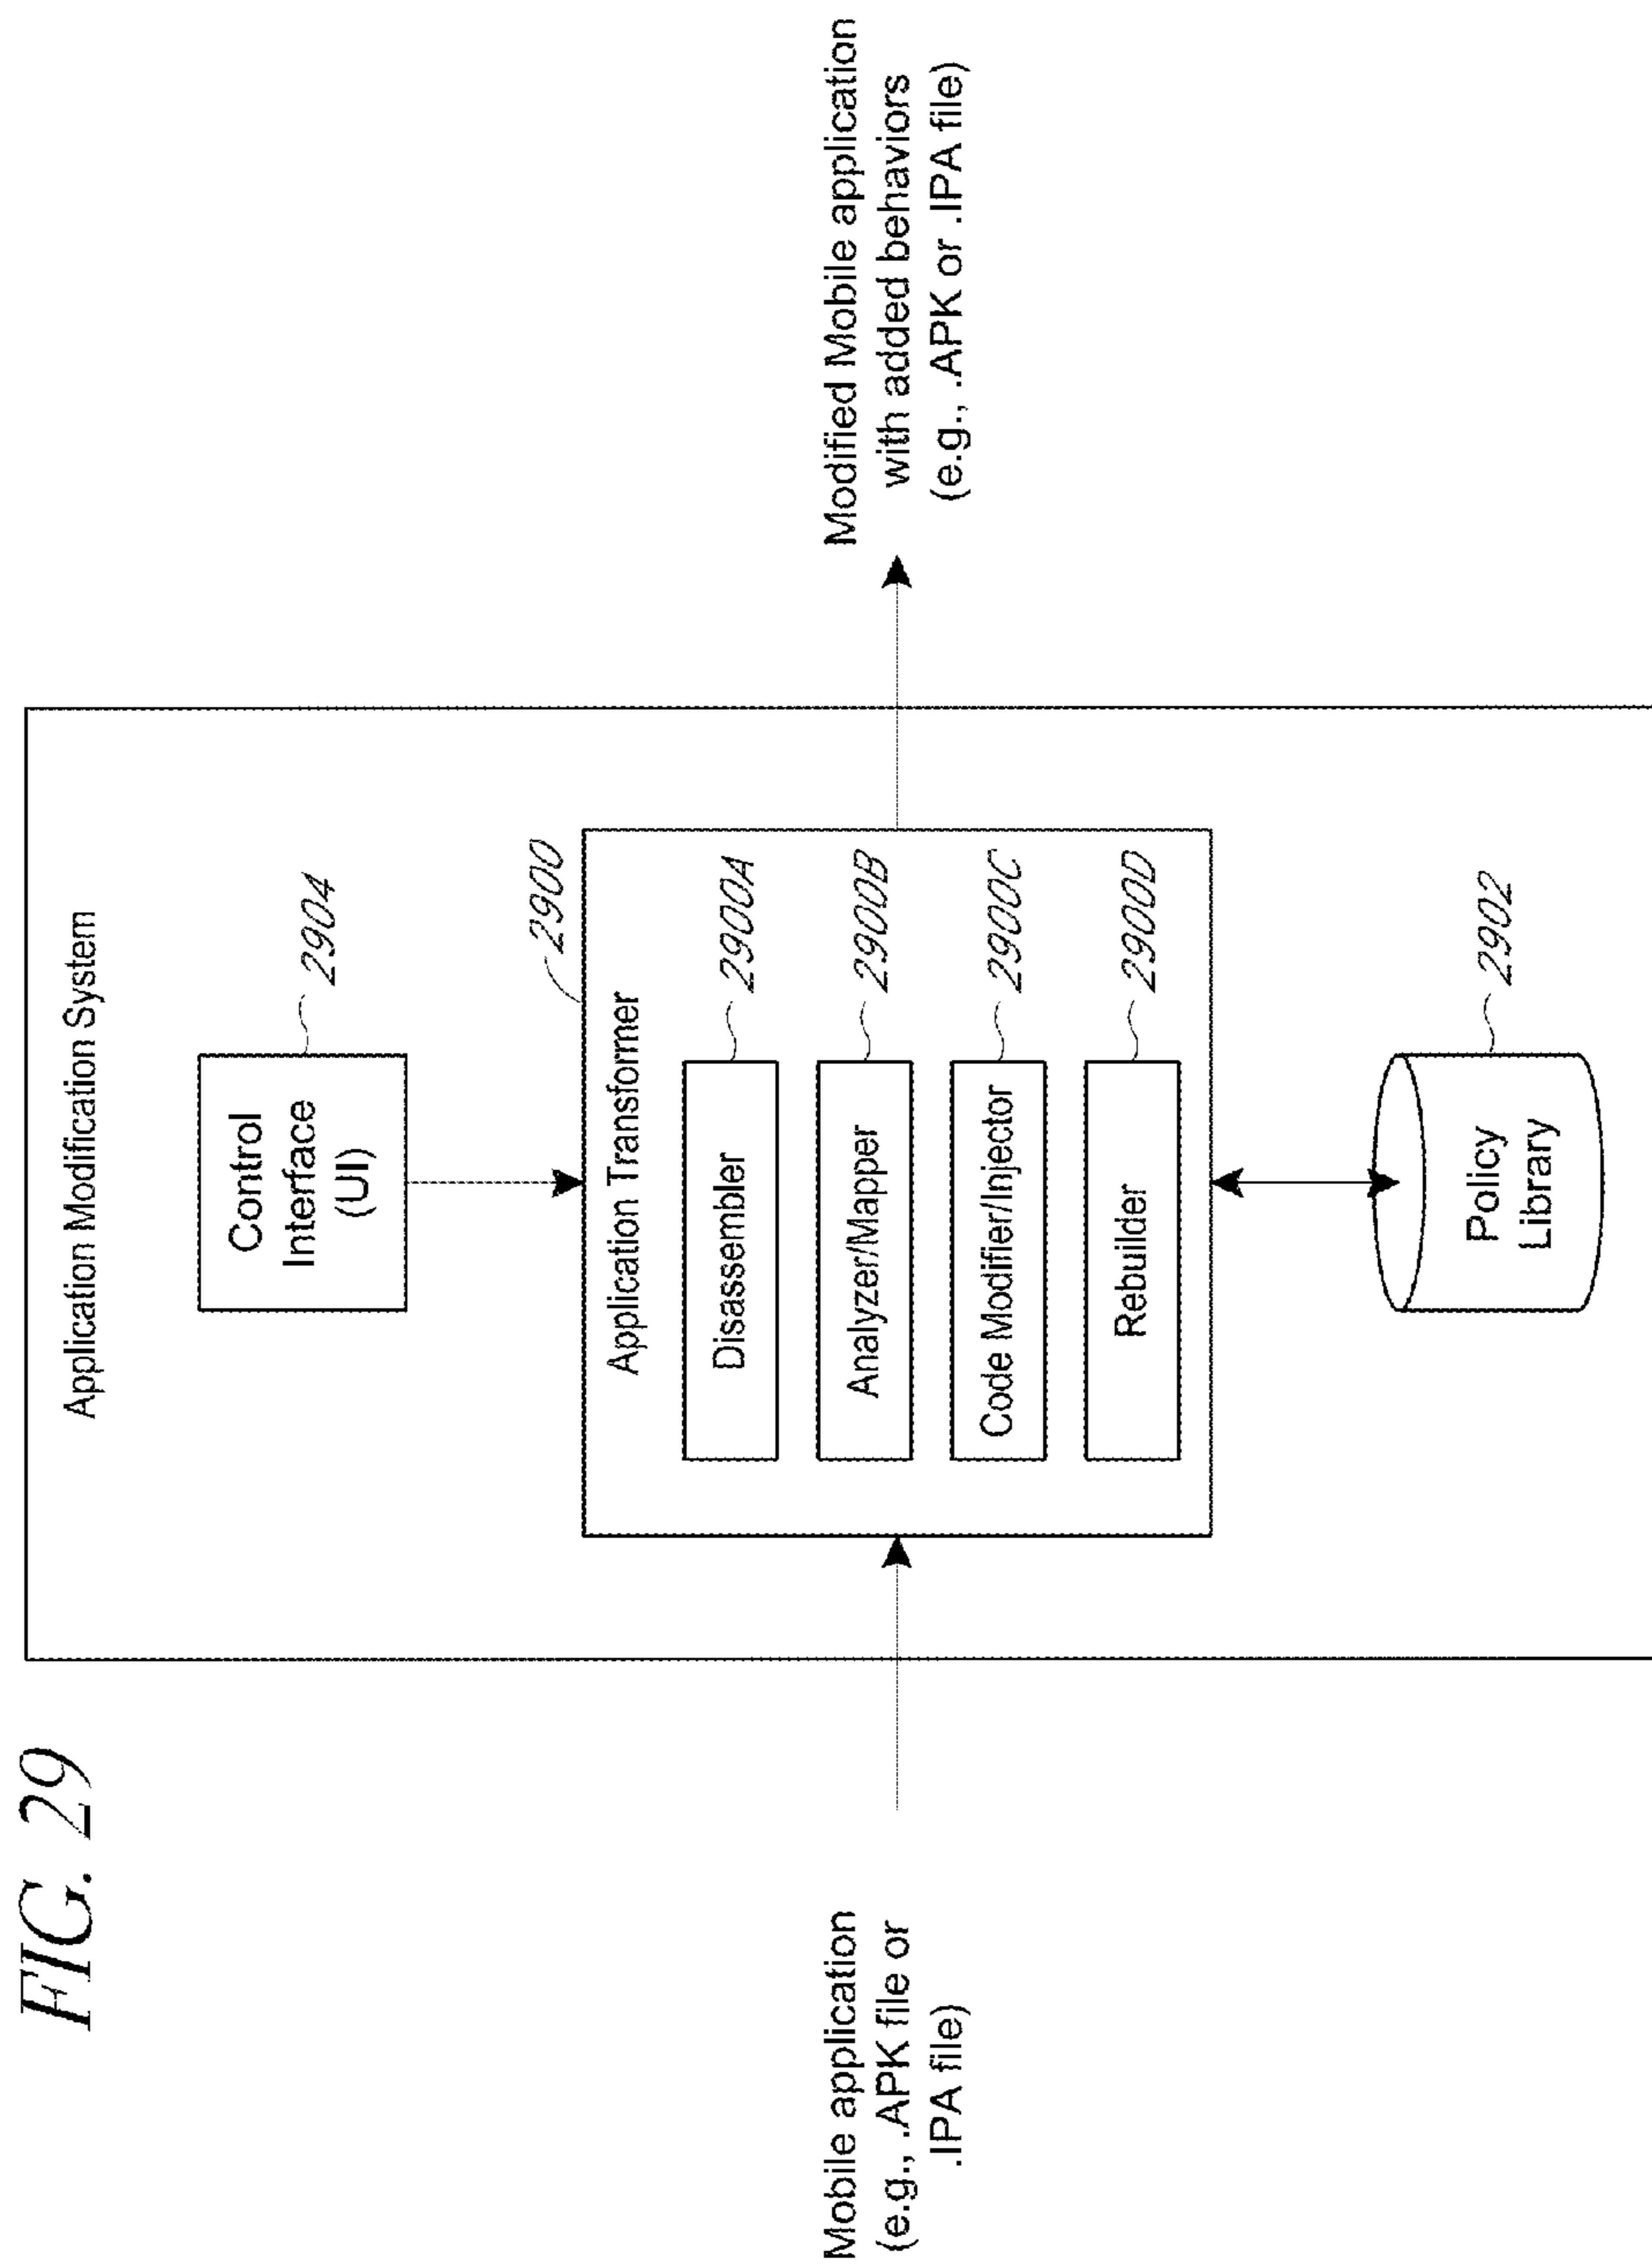 FIG. 29
Application Modification System
Control
Interface
(UI)
2904
2900
Application Transformer
Disassembler
2900A
Analyzer/Mapper
2900B
Code Modifier/Injector
2900C
Rebuilder
2900D
Policy
Library
2902
Mobile application
(e.g., .APK file or
.IPA file)
Modified Mobile application
with added behaviors
(e.g., .APK or .IPA file)